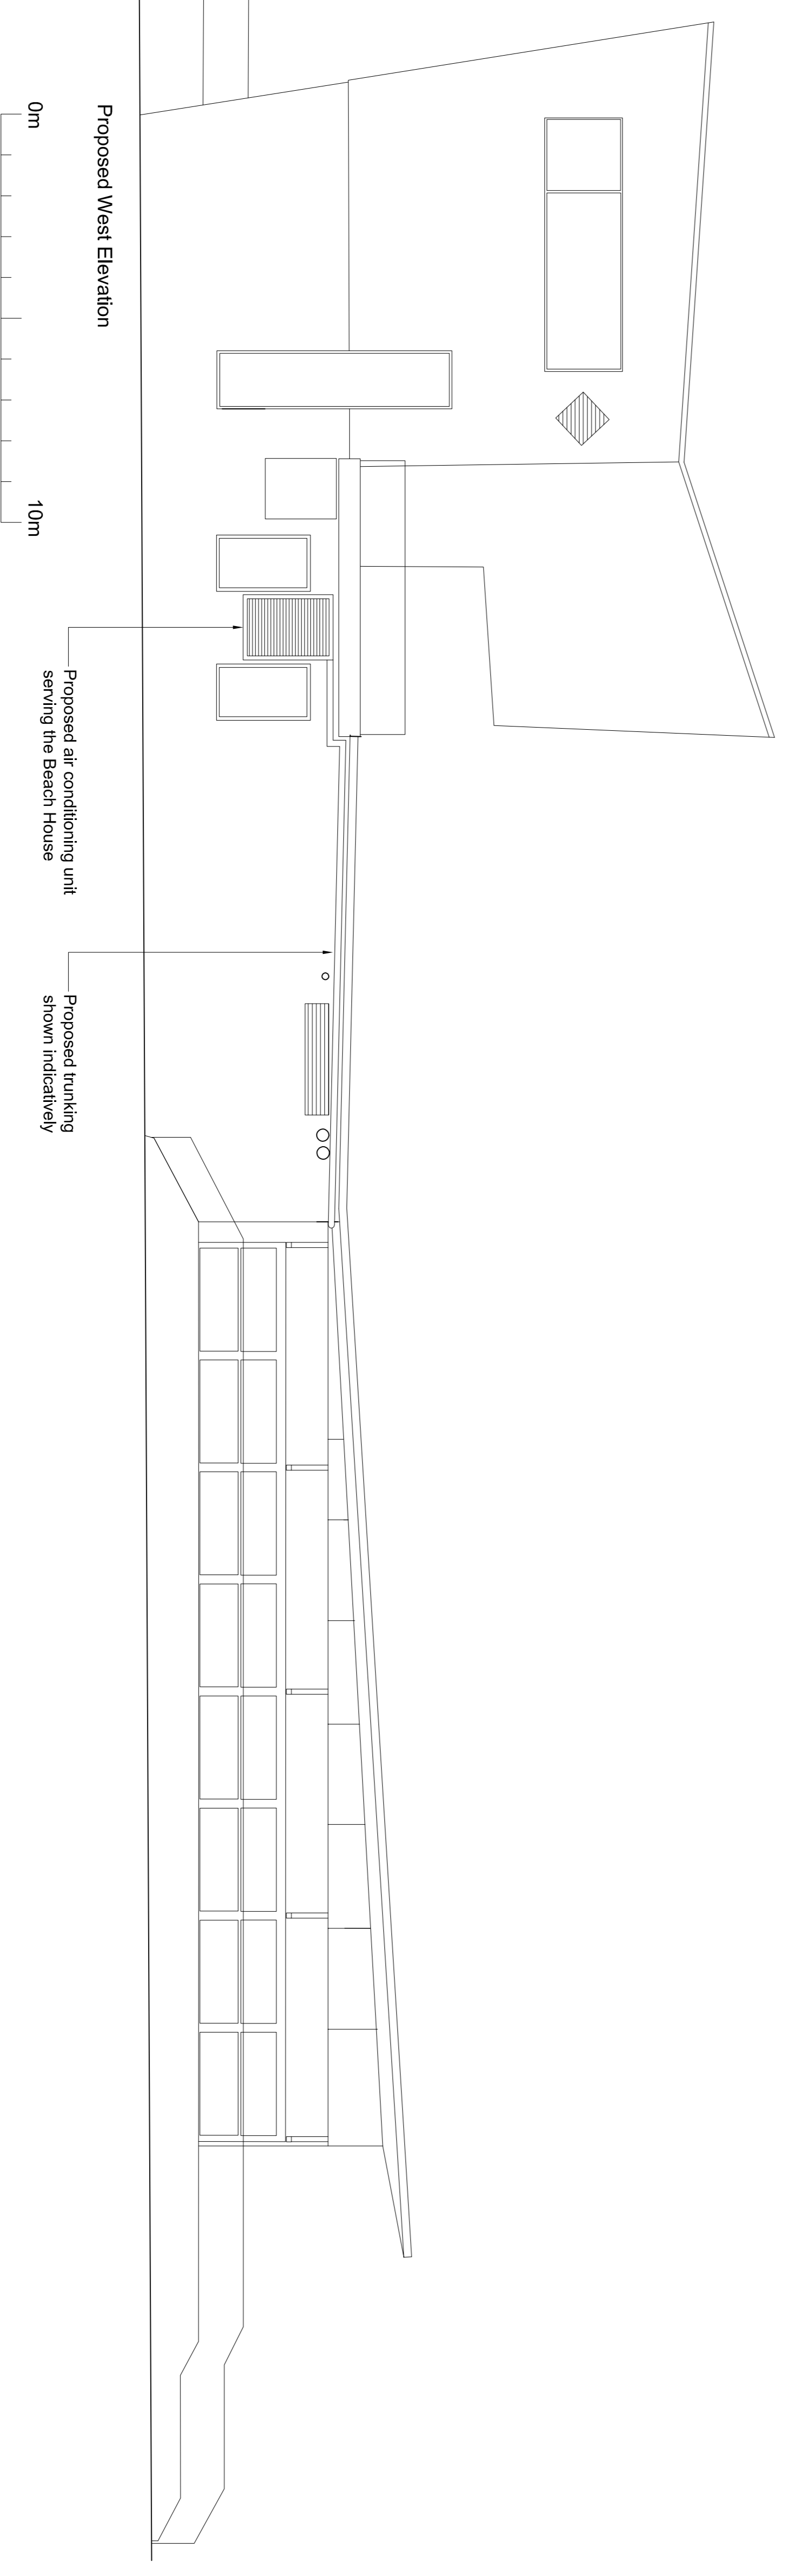 Proposed air conditioning unit
serving the Beach House
Proposed trunking
shown indicatively
Proposed West Elevation
0m
10m